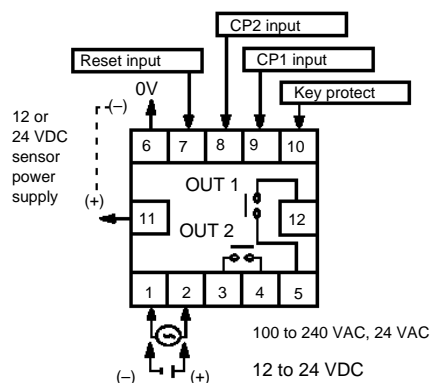 CP2 input
Reset input
CP1 input
0V
Key protect
12 or
24 VDC
sensor
power
supply
(–)
(+)
6 7 8 9 10
OUT 1
11
12
OUT 2
1 2 3 4 5
100 to 240 VAC, 24 VAC
(–) (+)
12 to 24 VDC